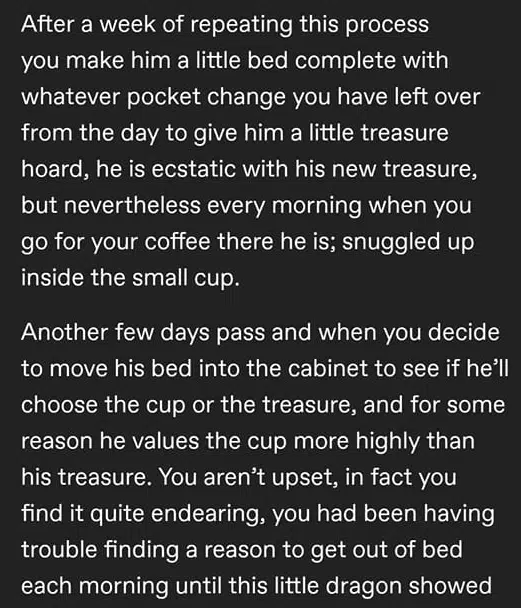 After a week of repeating this process
you make him a little bed complete with
whatever pocket change you have left over
from the day to give him a little treasure
hoard, he is ecstatic with his new treasure,
but nevertheless every morning when you
go for your coffee there he is; snuggled up
inside the small cup.
Another few days pass and when you decide
to move his bed into the cabinet to see if he’ll
choose the cup or the treasure, and for some
reason he values the cup more highly than
his treasure. You aren’t upset, in fact you
find it quite endearing, you had been having
trouble finding a reason to get out of bed
each morning until this little dragon showed